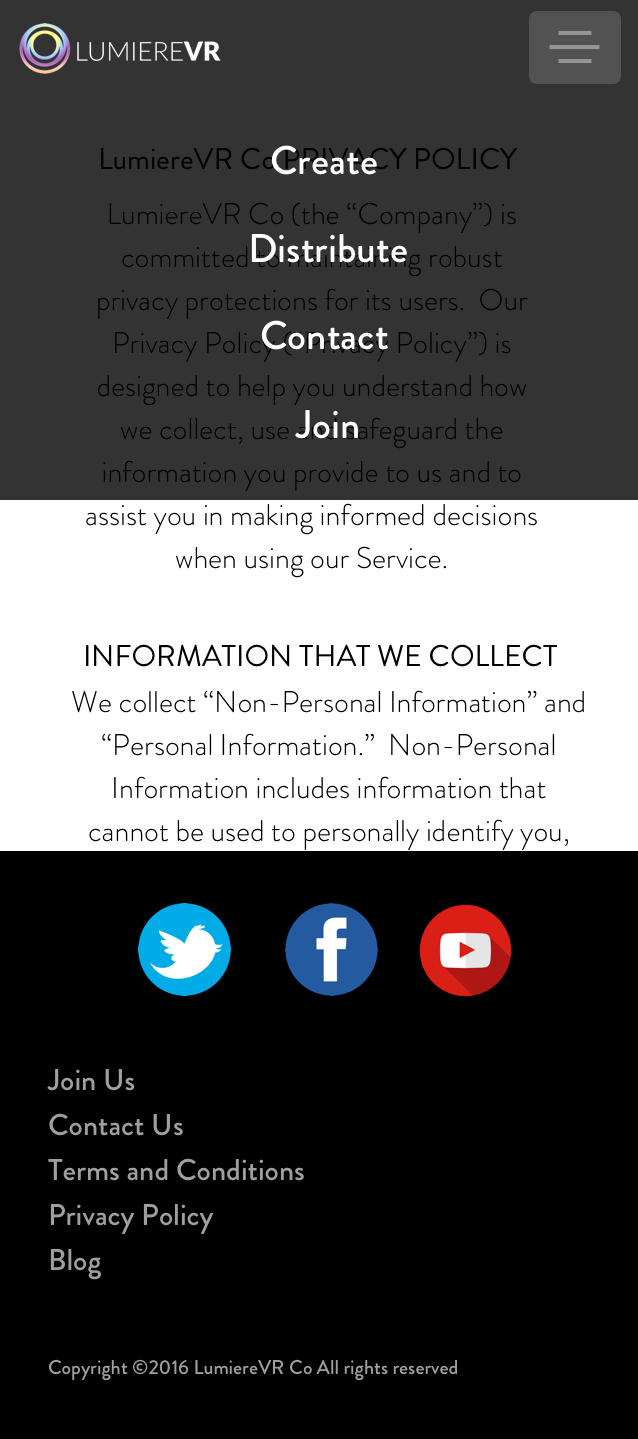 LUMIEREVR
Create
Distribute
Contact
Join
LumiereVR Co PRIVACY POLICY
LumiereVR Co (the “Company”) is
committed to maintaining robust
privacy protections for its users.  Our
Privacy Policy (“Privacy Policy”) is
designed to help you understand how
we collect, use and safeguard the
information you provide to us and to
assist you in making informed decisions
when using our Service.
INFORMATION THAT WE COLLECT
We collect “Non-Personal Information” and
“Personal Information.”  Non-Personal
Information includes information that
cannot be used to personally identify you,
Join Us
Contact Us
Terms and Conditions
Privacy Policy
Blog
Copyright ©2016 LumiereVR Co All rights reserved